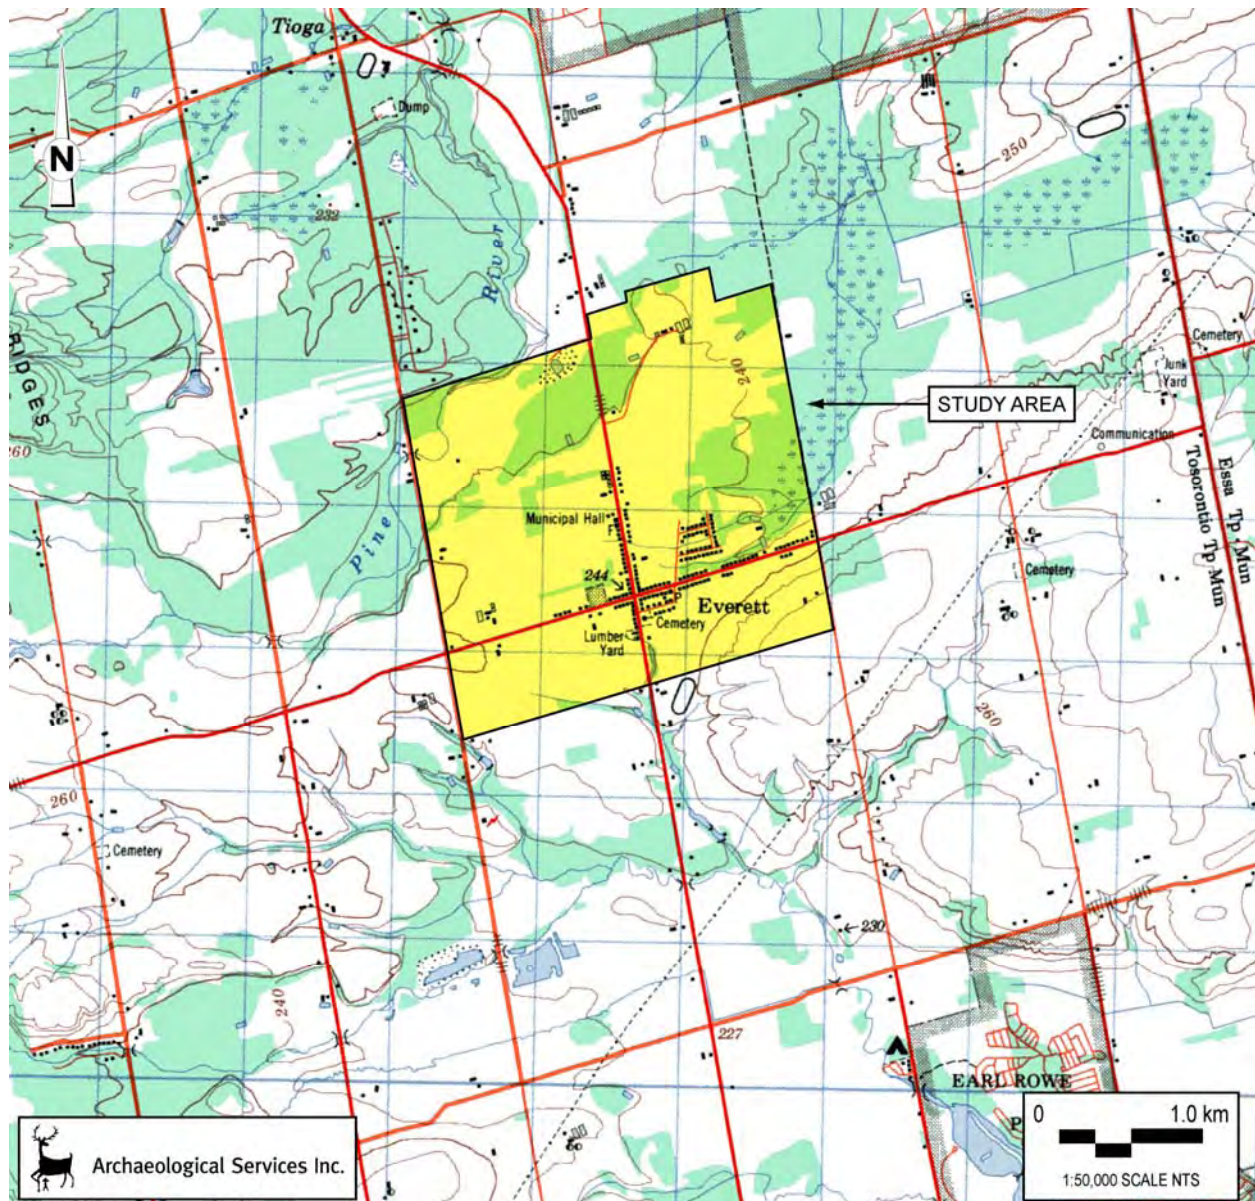 Tioga
Dump
N
250
232
River
RIDGES
240
Cemetery
Junk
Yard
STUDY AREA
Communication
260
Essa Tp Mun
Tosorontio Tp Mun
Municipal Hall
F
Pine
244
Cemetery
P
Everett
Cemetery
Lumber
Yard
260
260
Cemetery
230
240
227
EARL ROWE
P
0 1.0 km
1:50,000 SCALE NTS
Archaeological Services Inc.